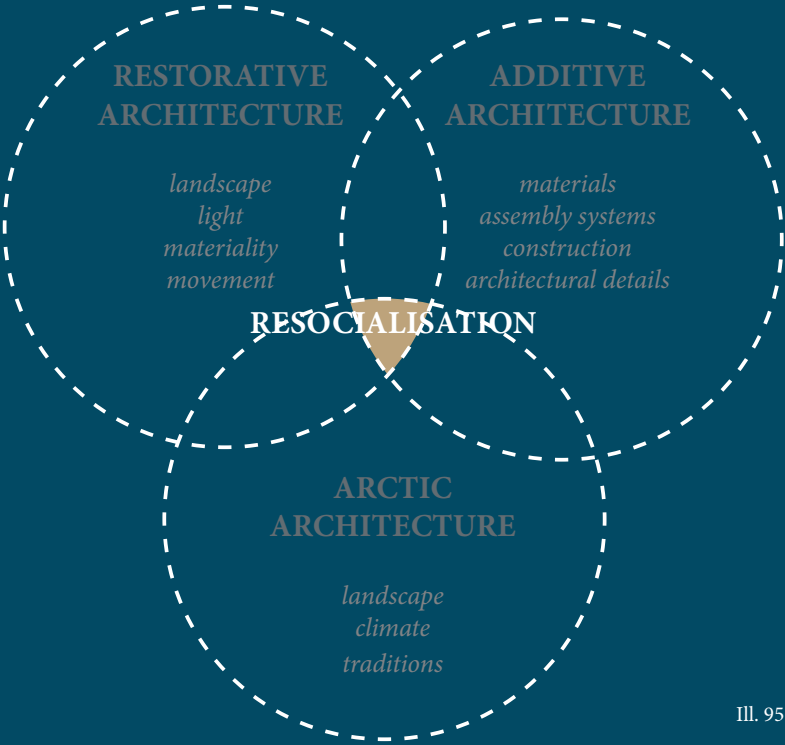 RESTORATIVE
ARCHITECTURE
landscape
light
materiality
movement
ADDITIVE
ARCHITECTURE
materials
assembly systems
construction
architectural details
RESOCIALISATION
ARCTIC
ARCHITECTURE
landscape
climate
traditions
Ill. 95